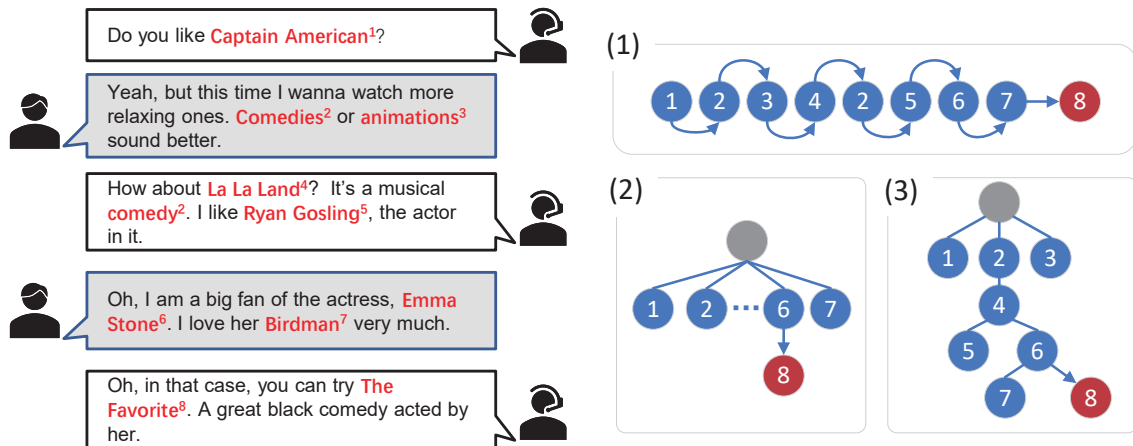 Do you like Captain American¹?
Yeah, but this time I wanna watch more
relaxing ones. Comedies² or animations³
sound better.
How about La La Land⁴? It's a musical
comedy². I like Ryan Gosling⁵, the actor
in it.
Oh, I am a big fan of the actress, Emma
Stone⁶. I love her Birdman⁷ very much.
Oh, in that case, you can try The
Favorite⁸. A great black comedy acted by
her.
(1)
1 2 3 4 2 5 6 7 8
(2)
1 2 ··· 6 7
8
(3)
1 2 3
4
5 6
7 8